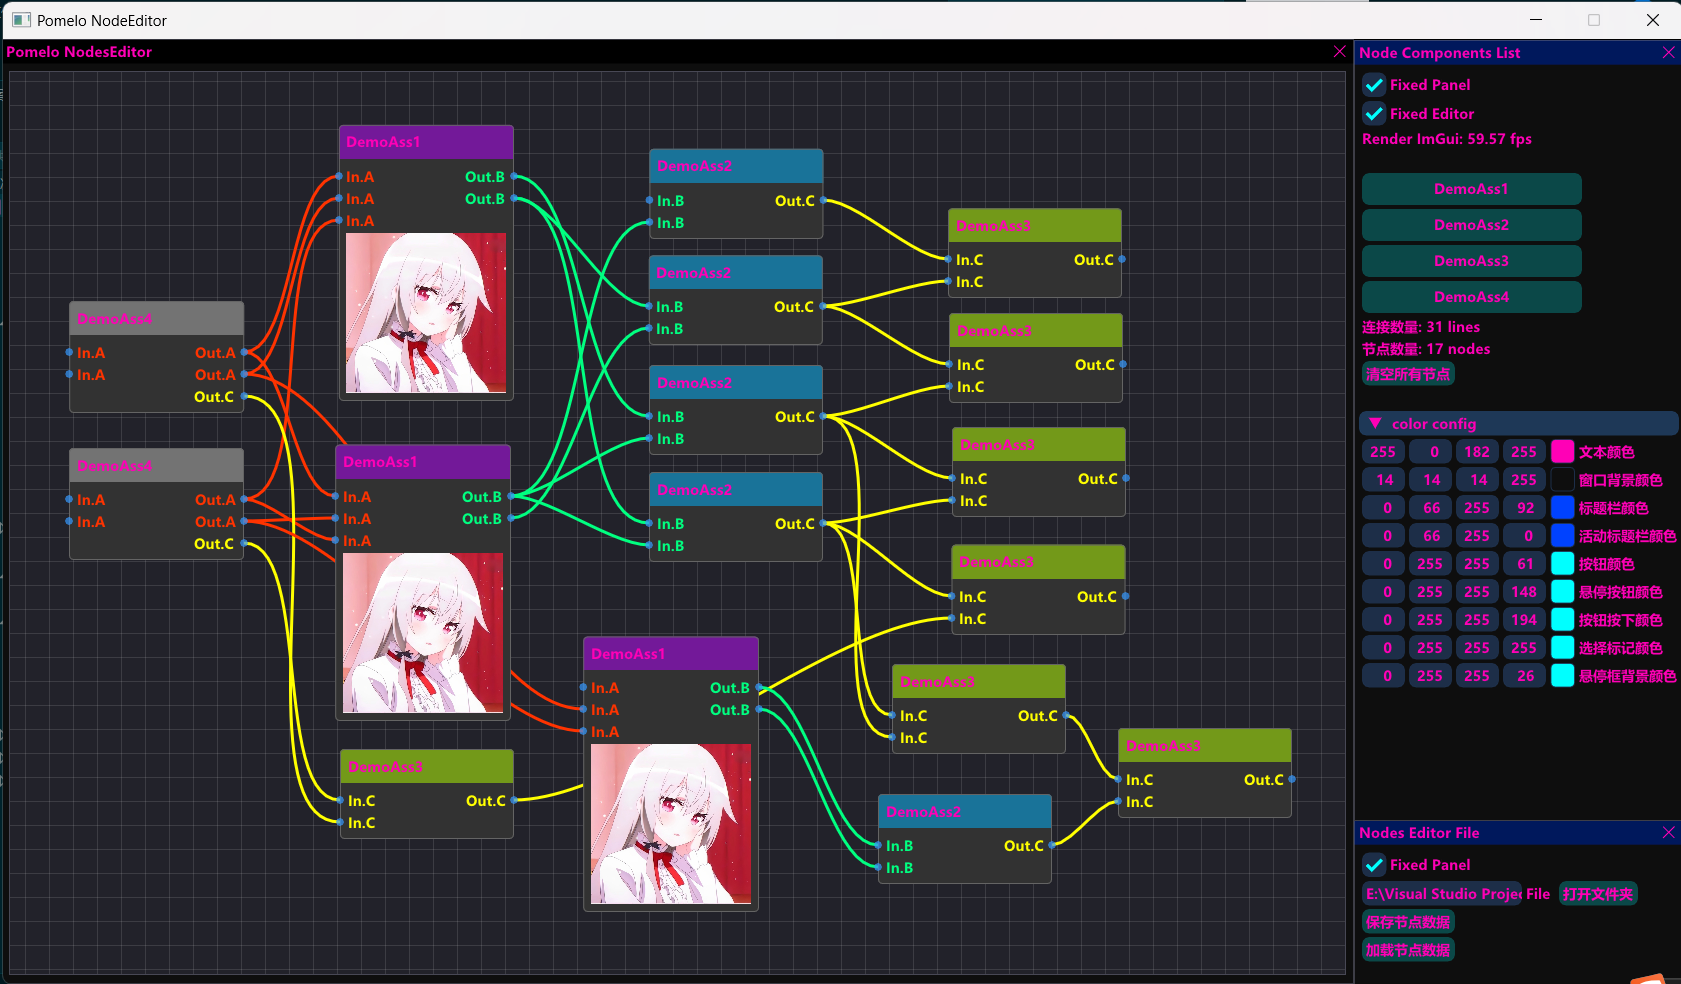 Pomelo NodeEditor
Pomelo NodesEditor
DemoAss4
In.A Out.A
In.A Out.A
Out.C
DemoAss4
In.A Out.A
In.A Out.A
Out.C
DemoAss1
In.A Out.B
In.A Out.B
In.A
DemoAss1
In.A Out.B
In.A Out.B
In.A
DemoAss3
In.C Out.C
In.C
DemoAss2
In.B Out.C
In.B
DemoAss2
In.B Out.C
In.B
DemoAss2
In.B Out.C
In.B
DemoAss2
In.B Out.C
In.B
DemoAss1
In.A Out.B
In.A Out.B
In.A
DemoAss3
In.C Out.C
In.C
DemoAss3
In.C Out.C
In.C
DemoAss3
In.C Out.C
In.C
DemoAss3
In.C Out.C
In.C
DemoAss3
In.C Out.C
In.C
DemoAss2
In.B Out.C
In.B
DemoAss3
In.C Out.C
In.C
Node Components List
Fixed Panel
Fixed Editor
Render ImGui: 59.57 fps
DemoAss1
DemoAss2
DemoAss3
DemoAss4
连接数量: 31 lines
节点数量: 17 nodes
清空所有节点
color config
255 0 182 255 文本颜色
14 14 14 255 窗口背景颜色
0 66 255 92 标题栏颜色
0 66 255 0 活动标题栏颜色
0 255 255 61 按钮颜色
0 255 255 148 悬停按钮颜色
0 255 255 194 按钮按下颜色
0 255 255 255 选择标记颜色
0 255 255 26 悬停框背景颜色
Nodes Editor File
Fixed Panel
E:\Visual Studio Projec File 打开文件夹
保存节点数据
加载节点数据